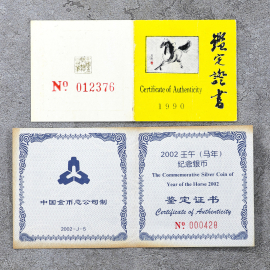 鑑定證書
Certificate of Authenticity
1990
Nº 012376
中国金币总公司制
2002-J-5
2002 壬午（马年）
纪念银币
The Commemorative Silver Coin of
Year of the Horse 2002
鉴定证书
Certificate of Authenticity
Nº 000428